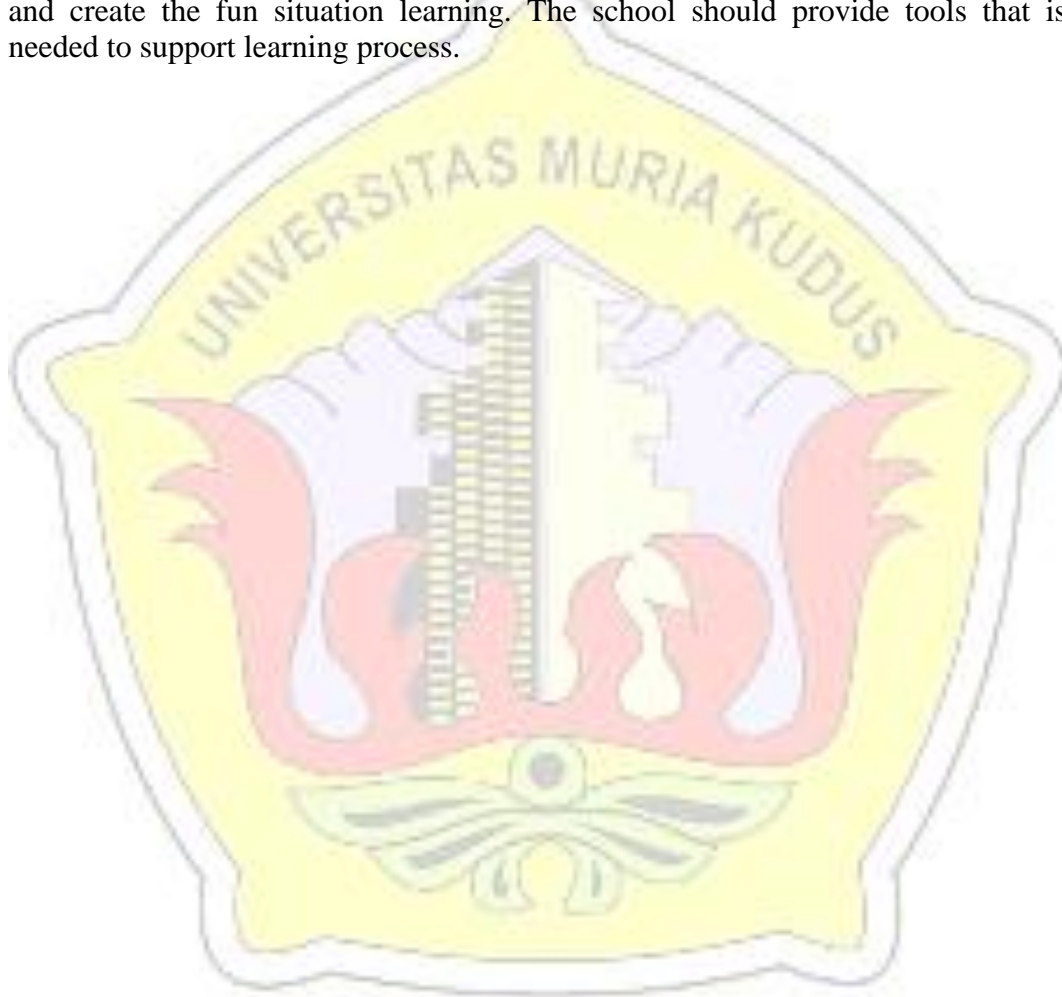 and create the fun situation learning. The school should provide tools that is
needed to support learning process.
UNIVERSITAS MURIA KUDUS